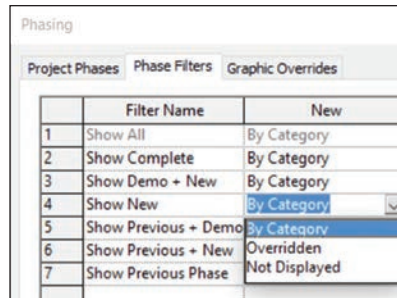 Phasing
Project Phases Phase Filters Graphic Overrides
Filter Name New
1 Show All By Category
2 Show Complete By Category
3 Show Demo + New By Category
4 Show New By Category
5 Show Previous + Demo By Category
6 Show Previous + New Overridden
7 Show Previous Phase Not Displayed